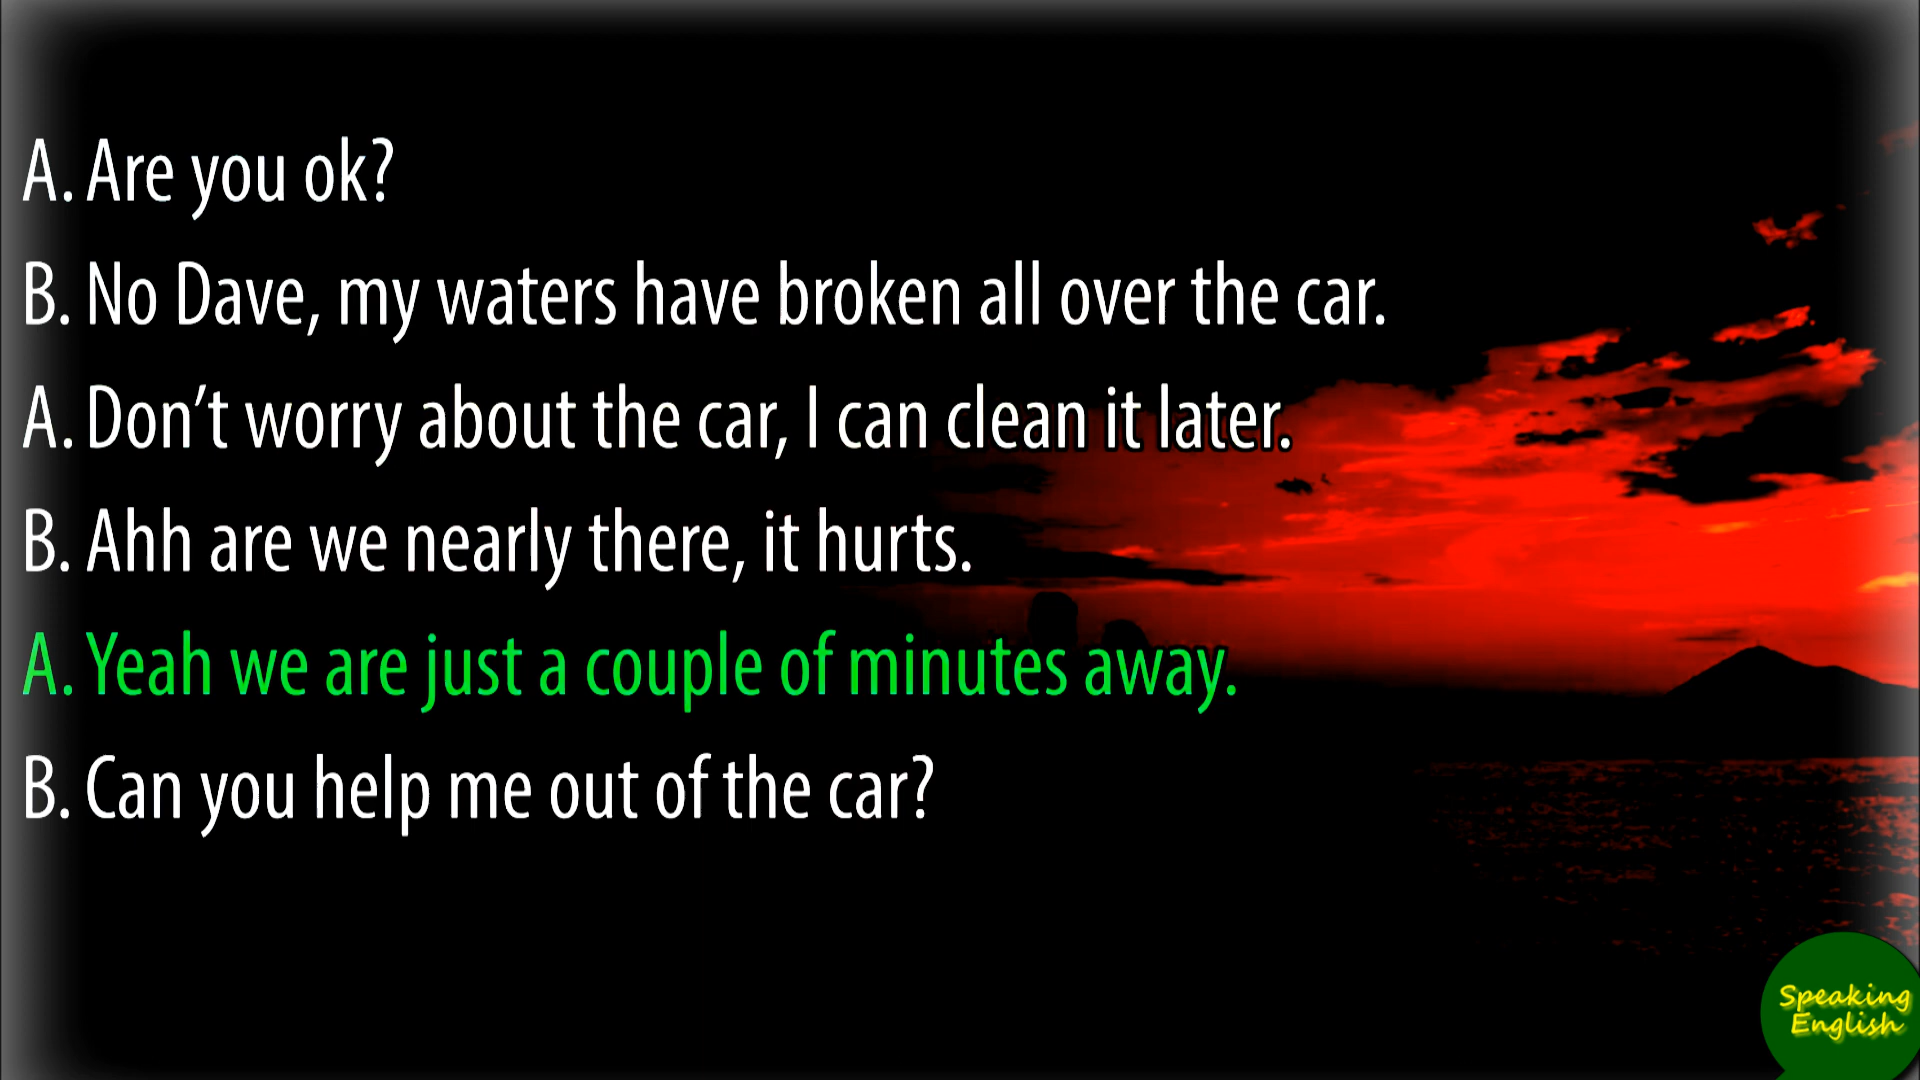 A. Are you ok?
B. No Dave, my waters have broken all over the car.
A. Don’t worry about the car, I can clean it later.
B. Ahh are we nearly there, it hurts.
A. Yeah we are just a couple of minutes away.
B. Can you help me out of the car?
Speaking
English